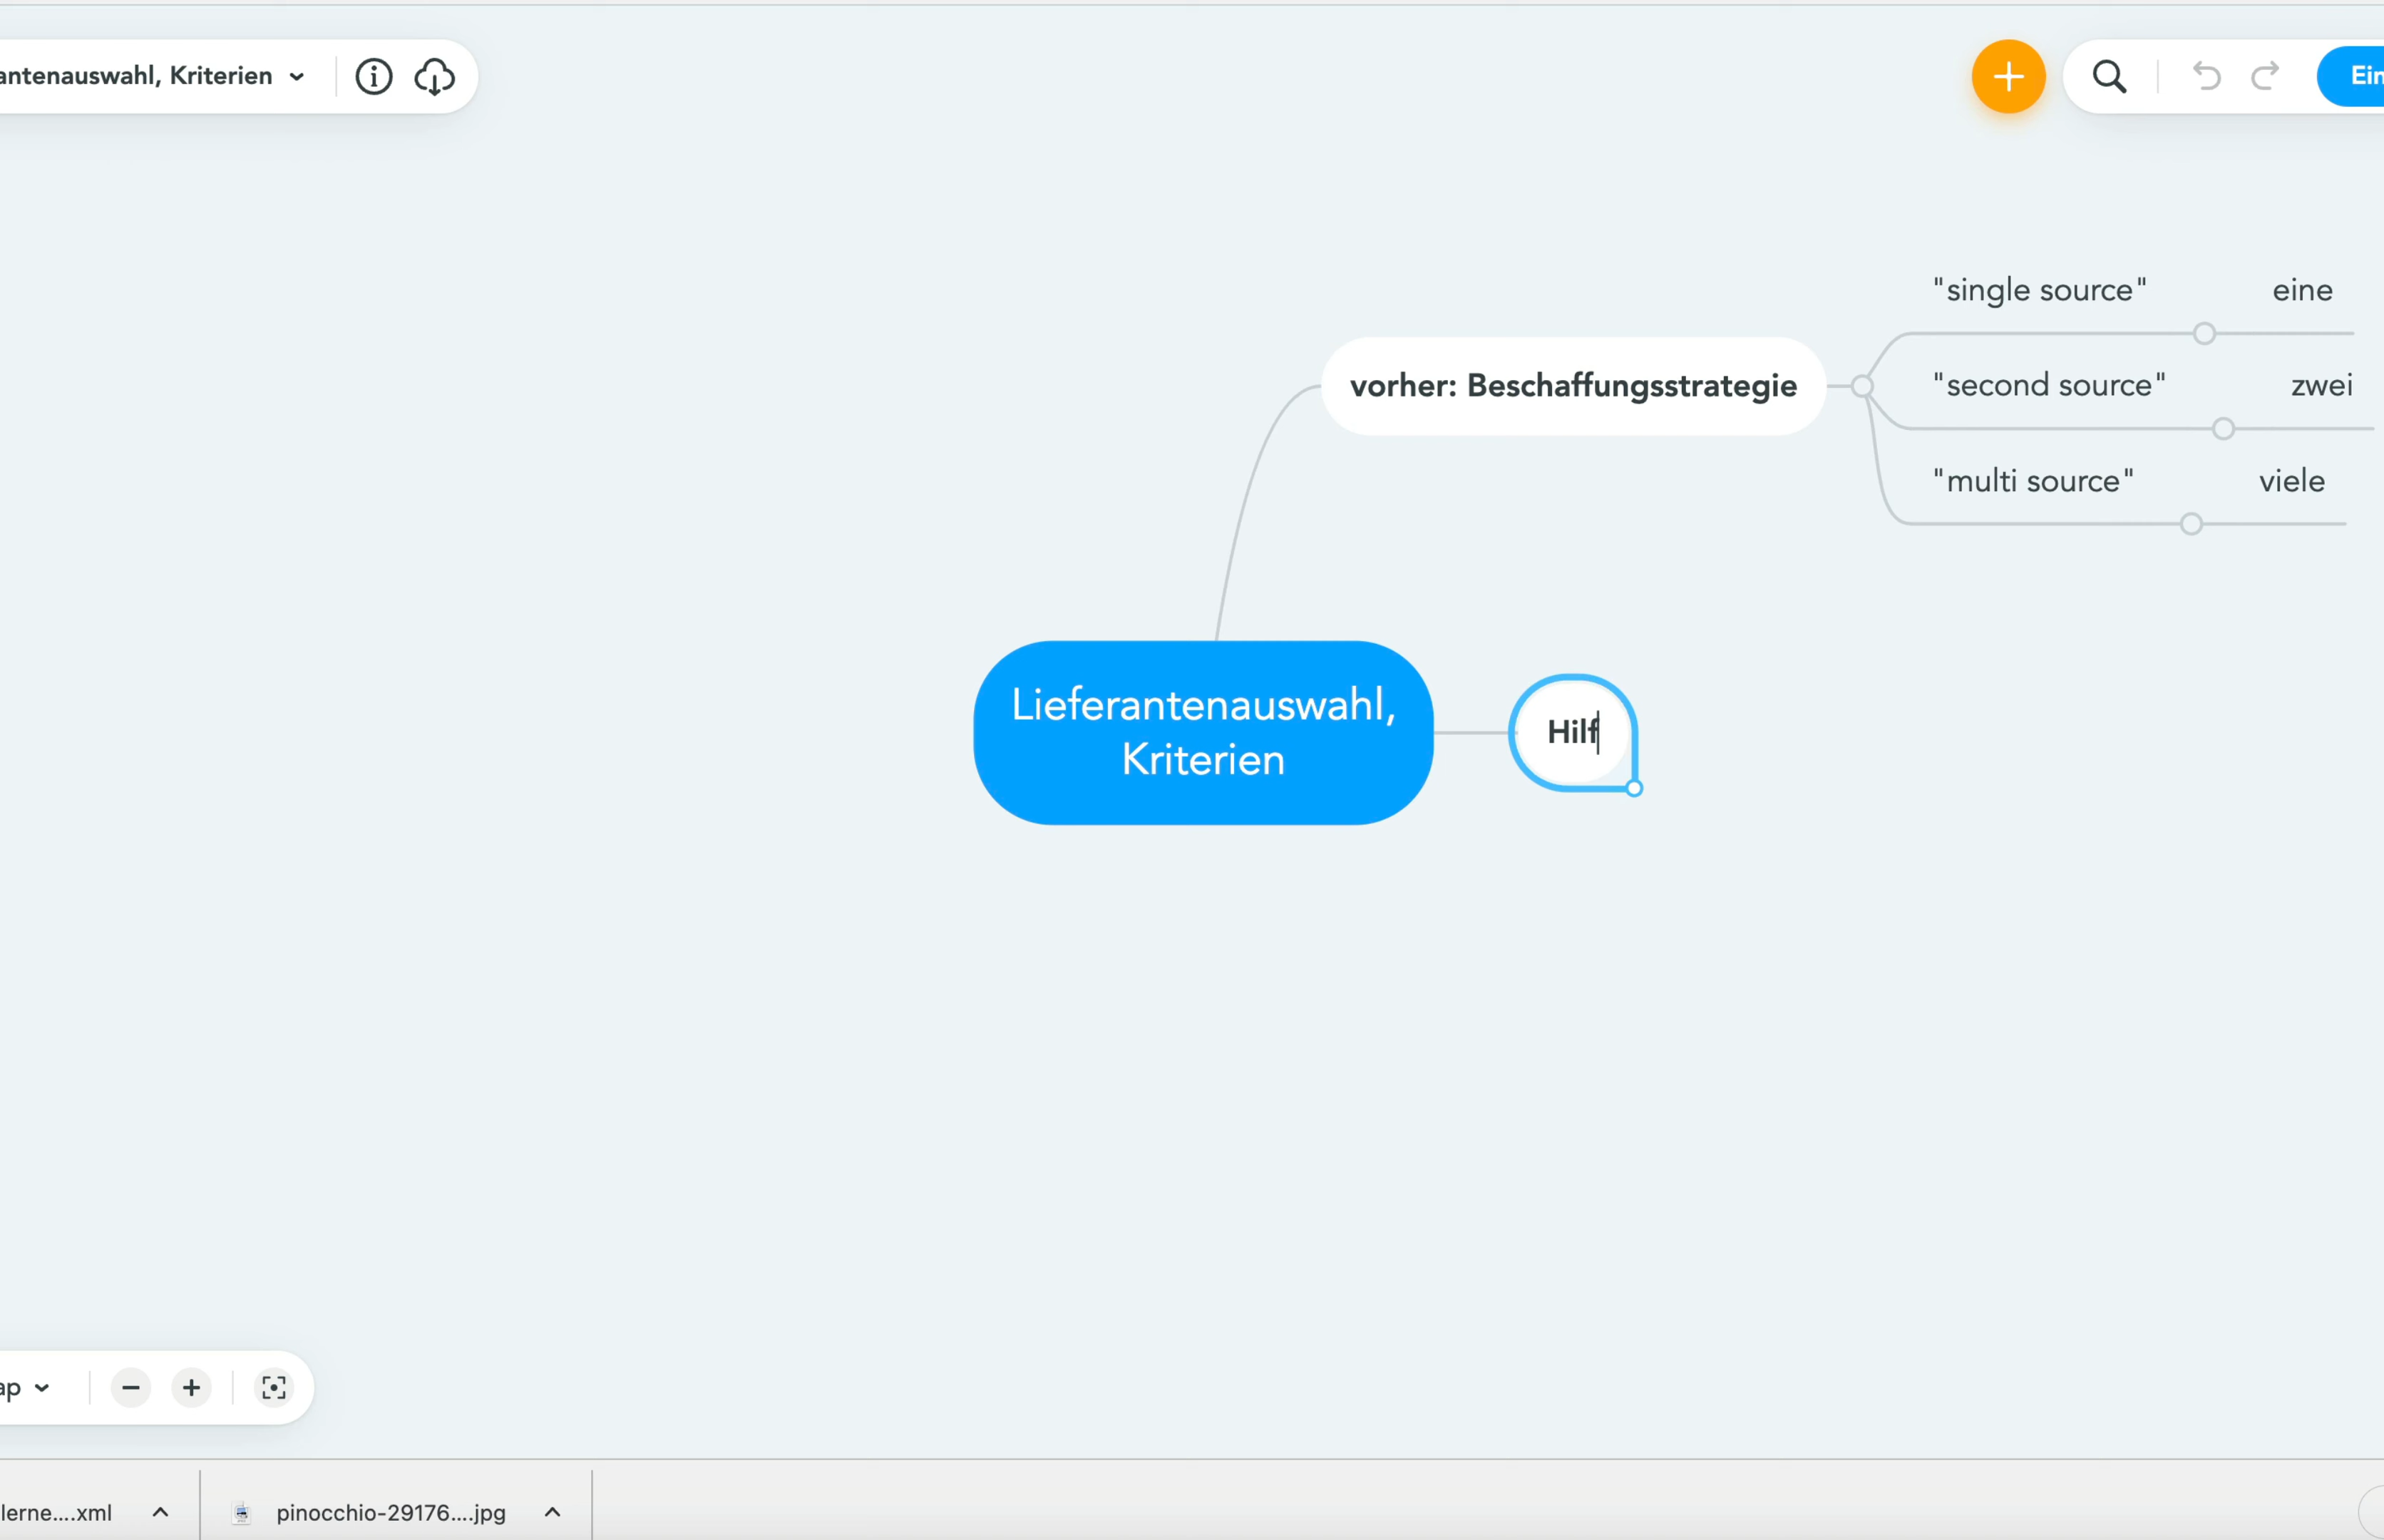 antenauswahl, Kriterien
Ein
"single source" eine
vorher: Beschaffungsstrategie
"second source" zwei
"multi source" viele
Lieferantenauswahl,
Kriterien
Hilf
ap
lerne....xml
pinocchio-29176....jpg